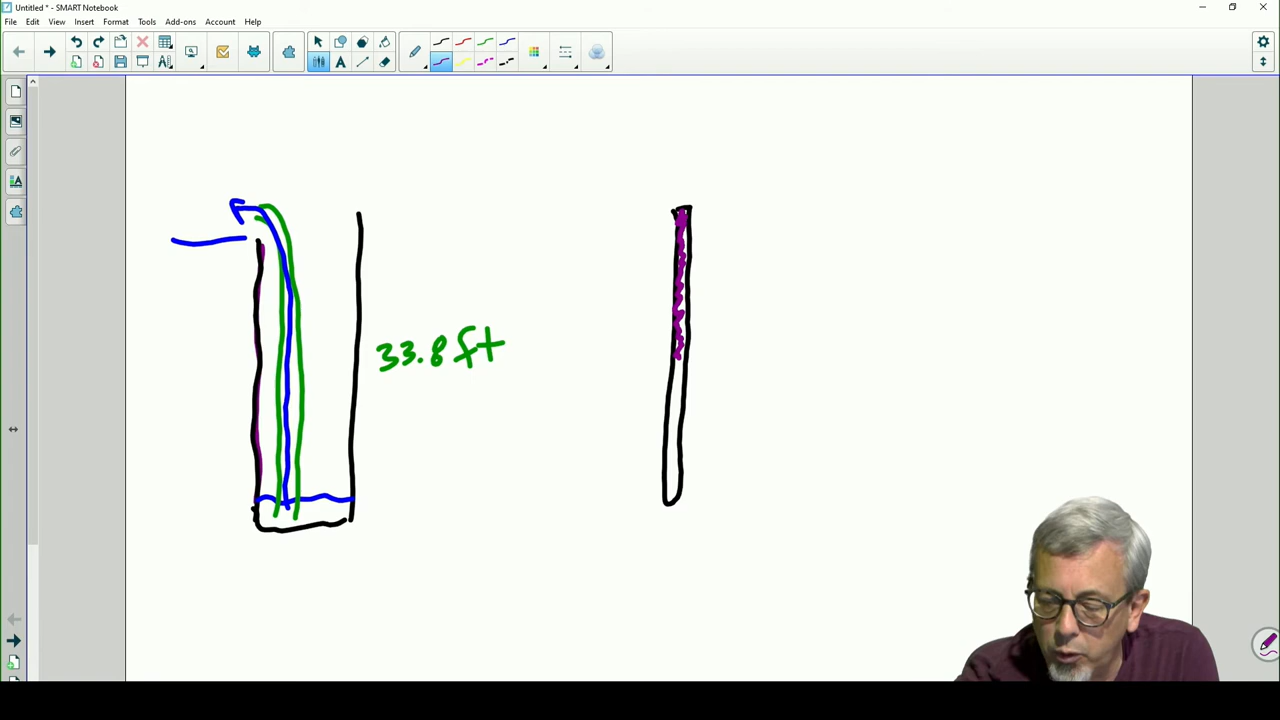 Untitled * - SMART Notebook
File Edit View Insert Format Tools Add-ons Account Help
33.8 ft